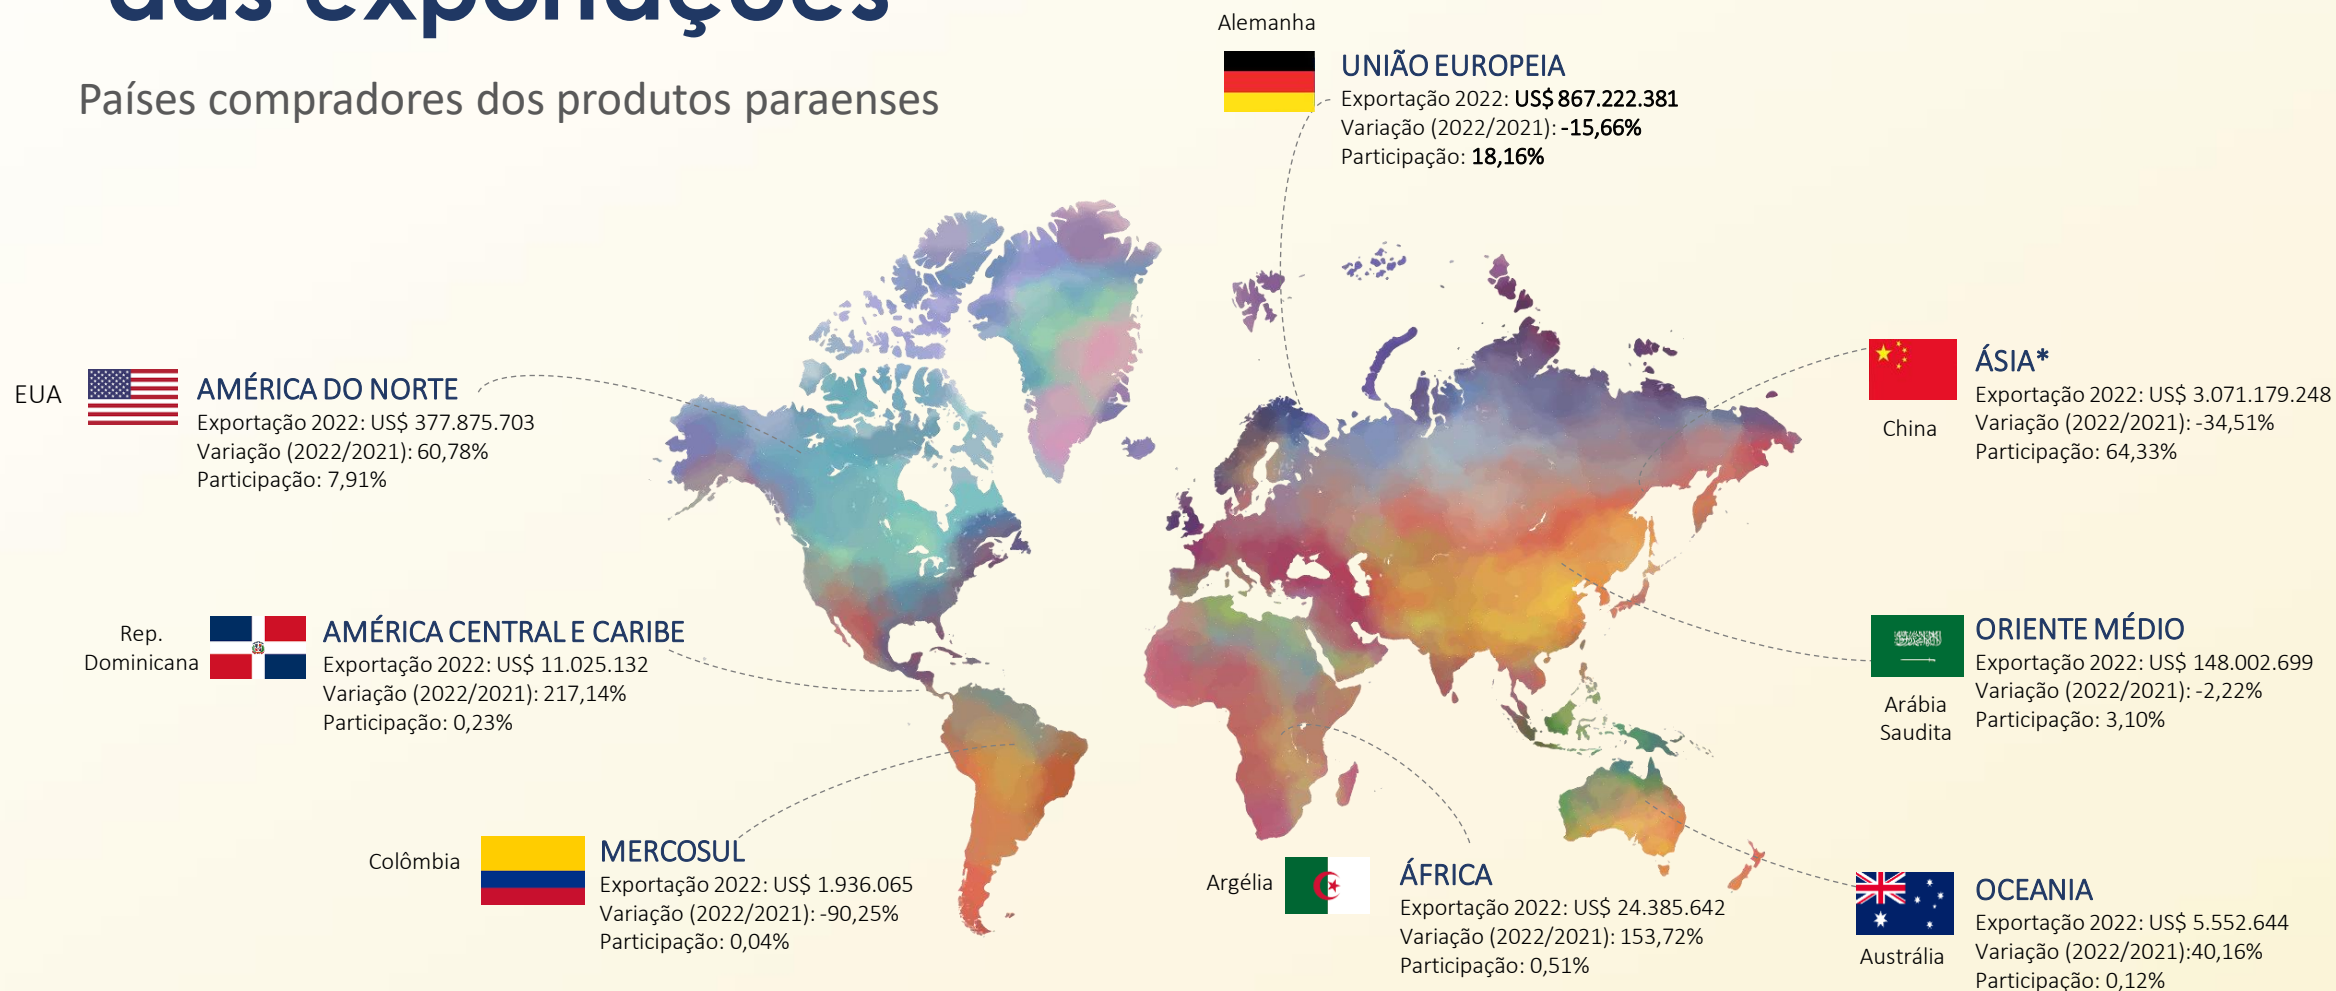 das exportações
Países compradores dos produtos paraenses
Alemanha
UNIÃO EUROPEIA
Exportação 2022: US$ 867.222.381
Variação (2022/2021): -15,66%
Participação: 18,16%
EUA
AMÉRICA DO NORTE
Exportação 2022: US$ 377.875.703
Variação (2022/2021): 60,78%
Participação: 7,91%
China
ÁSIA*
Exportação 2022: US$ 3.071.179.248
Variação (2022/2021): -34,51%
Participação: 64,33%
Rep.
Dominicana
AMÉRICA CENTRAL E CARIBE
Exportação 2022: US$ 11.025.132
Variação (2022/2021): 217,14%
Participação: 0,23%
Arábia
Saudita
ORIENTE MÉDIO
Exportação 2022: US$ 148.002.699
Variação (2022/2021): -2,22%
Participação: 3,10%
Colômbia
MERCOSUL
Exportação 2022: US$ 1.936.065
Variação (2022/2021): -90,25%
Participação: 0,04%
Argélia
ÁFRICA
Exportação 2022: US$ 24.385.642
Variação (2022/2021): 153,72%
Participação: 0,51%
Austrália
OCEANIA
Exportação 2022: US$ 5.552.644
Variação (2022/2021):40,16%
Participação: 0,12%